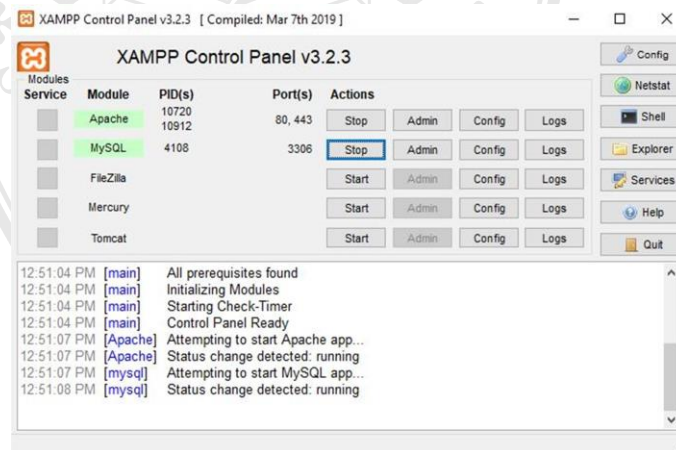 XAMPP Control Panel v3.2.3 [ Compiled: Mar 7th 2019 ]
XAMPP Control Panel v3.2.3
Config
Modules
Service Module PID(s) Port(s) Actions
Netstat
Apache 10720 10912 80, 443 Stop Admin Config Logs
Shell
MySQL 4108 3306 Stop Admin Config Logs
Explorer
FileZilla Start Admin Config Logs
Services
Mercury Start Admin Config Logs
Help
Tomcat Start Admin Config Logs
Quit
12:51:04 PM [main] All prerequisites found
12:51:04 PM [main] Initializing Modules
12:51:04 PM [main] Starting Check-Timer
12:51:04 PM [main] Control Panel Ready
12:51:07 PM [Apache] Attempting to start Apache app...
12:51:07 PM [Apache] Status change detected: running
12:51:07 PM [mysql] Attempting to start MySQL app...
12:51:08 PM [mysql] Status change detected: running